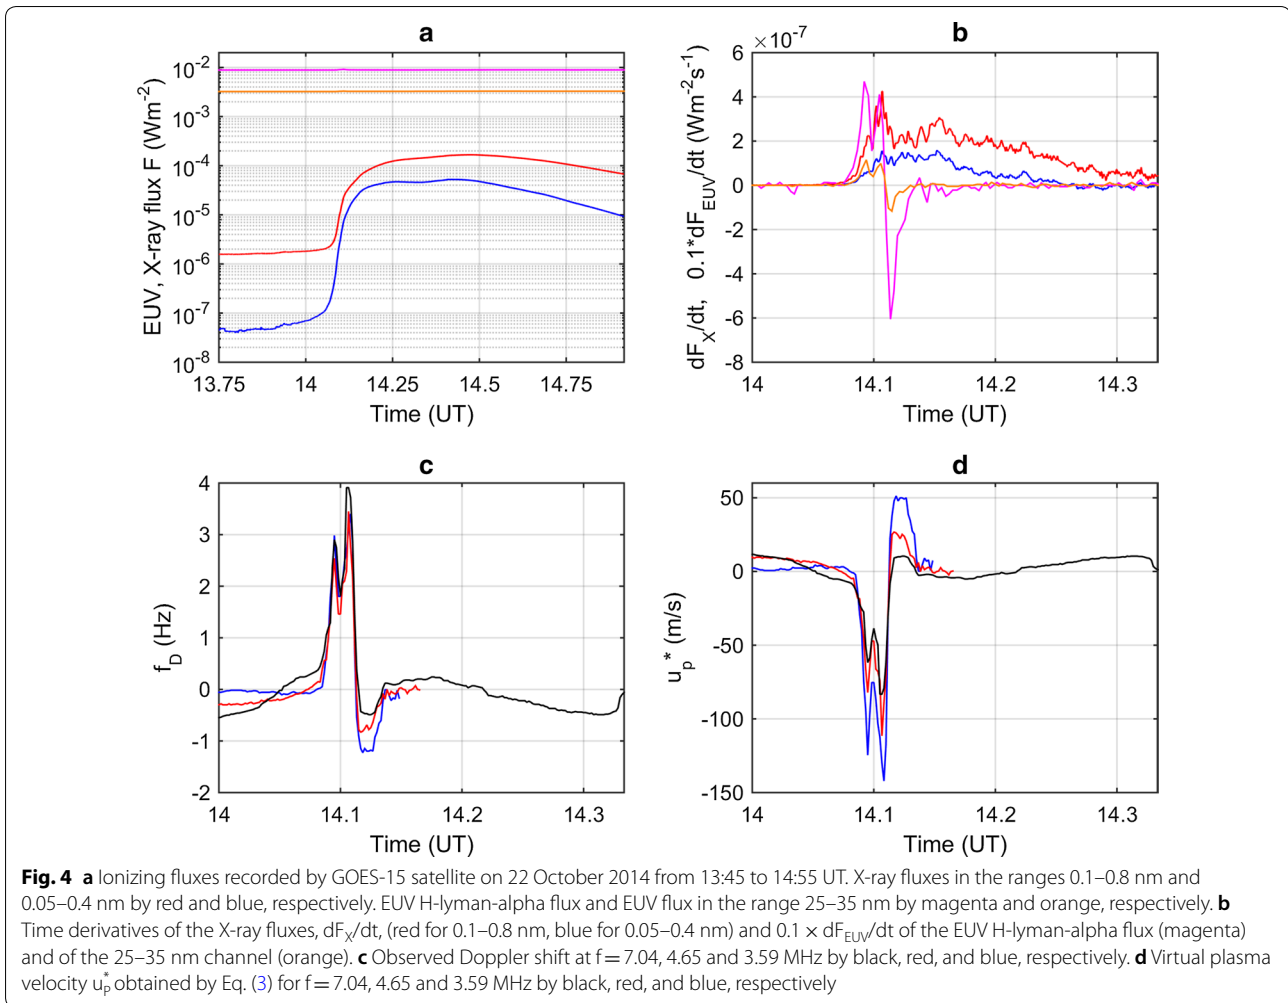 a
EUV, X-ray flux F (Wm-2)
10-2
10-3
10-4
10-5
10-6
10-7
10-8
13.75 14 14.25 14.5 14.75
Time (UT)
b
×10-7
dFX/dt, 0.1*dFEUV/dt (Wm-2s-1)
6
4
2
0
-2
-4
-6
-8
14 14.1 14.2 14.3
Time (UT)
c
fD (Hz)
4
3
2
1
0
-1
-2
14 14.1 14.2 14.3
Time (UT)
d
up* (m/s)
50
0
-50
-100
-150
14 14.1 14.2 14.3
Time (UT)
Fig. 4 a Ionizing fluxes recorded by GOES-15 satellite on 22 October 2014 from 13:45 to 14:55 UT. X-ray fluxes in the ranges 0.1–0.8 nm and
0.05–0.4 nm by red and blue, respectively. EUV H-lyman-alpha flux and EUV flux in the range 25–35 nm by magenta and orange, respectively. b
Time derivatives of the X-ray fluxes, dFX/dt, (red for 0.1–0.8 nm, blue for 0.05–0.4 nm) and 0.1 × dFEUV/dt of the EUV H-lyman-alpha flux (magenta)
and of the 25–35 nm channel (orange). c Observed Doppler shift at f = 7.04, 4.65 and 3.59 MHz by black, red, and blue, respectively. d Virtual plasma
velocity uP* obtained by Eq. (3) for f = 7.04, 4.65 and 3.59 MHz by black, red, and blue, respectively